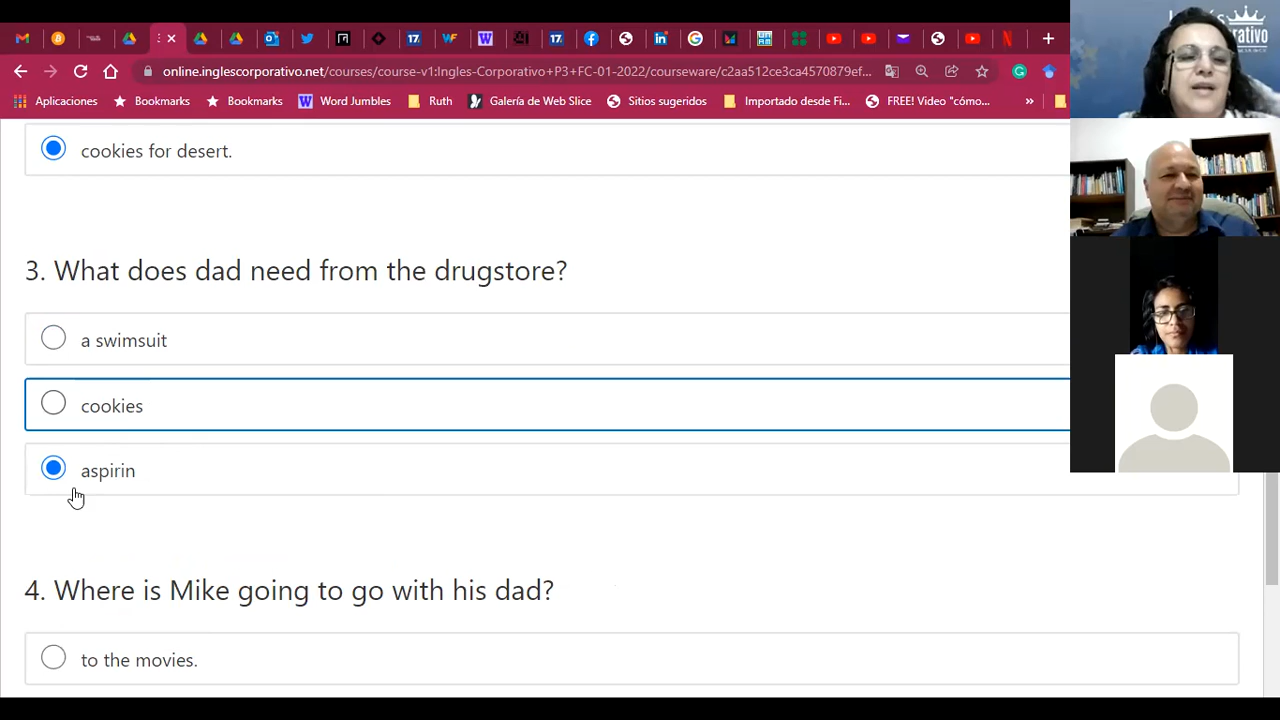 17
WF
W
17
online.inglescorporativo.net/courses/course-v1:Ingles-Corporativo+P3+FC-01-2022/courseware/c2aa512ce3ca4570879ef...
Aplicaciones
Bookmarks
Bookmarks
W Word Jumbles
Ruth
Galería de Web Slice
Sitios sugeridos
Importado desde Fi...
FREE! Video "cómo...
»
cookies for desert.
3. What does dad need from the drugstore?
a swimsuit
cookies
aspirin
4. Where is Mike going to go with his dad?
to the movies.